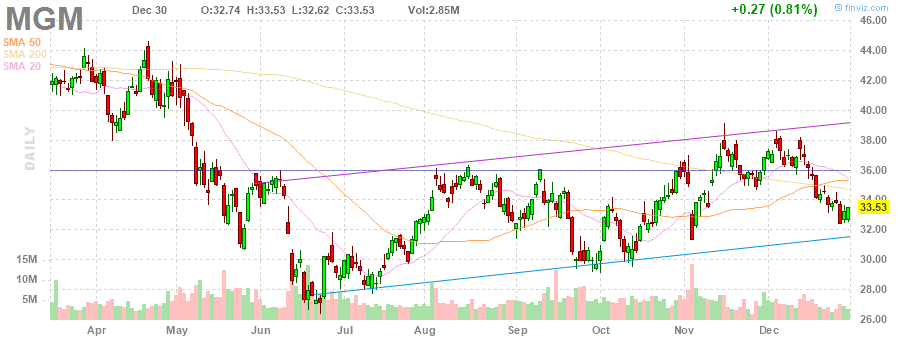 MGM Dec 30 O:32.74 H:33.53 L:32.62 C:33.53 Vol:2.85M +0.27 (0.81%) © finviz.com
SMA 50
SMA 200
SMA 20
DAILY
46.00
44.00
42.00
40.00
38.00
36.00
34.00
33.53
32.00
30.00
28.00
26.00
15M
10M
5M
Apr May Jun Jul Aug Sep Oct Nov Dec